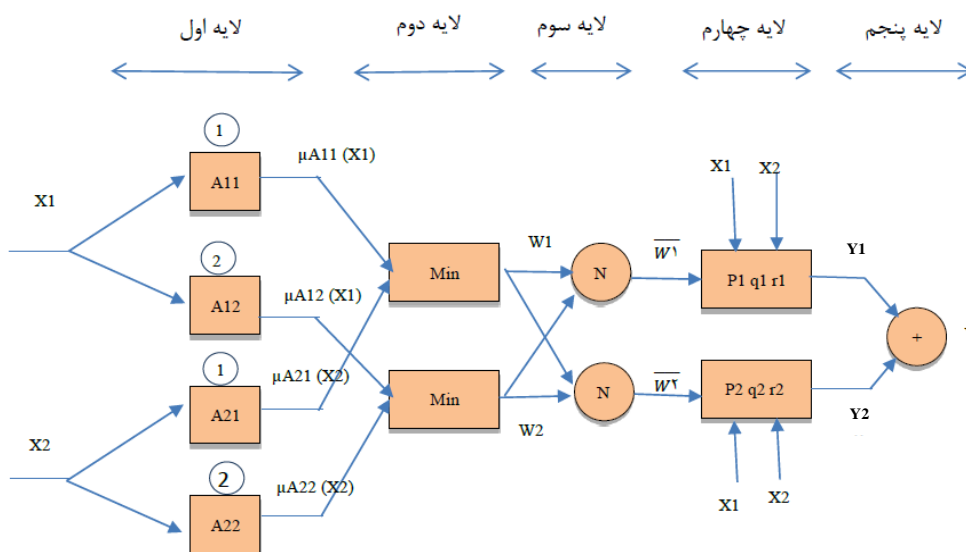 لایه اول
لایه دوم
لایه سوم
لایه چهارم
لایه پنجم
1
A11
µA11 (X1)
X1
2
A12
µA12 (X1)
1
A21
µA21 (X2)
X2
2
A22
µA22 (X2)
Min
Min
W1
W2
N
N
W۱
W۲
X1
X2
P1 q1 r1
P2 q2 r2
X1
X2
Y1
Y2
+